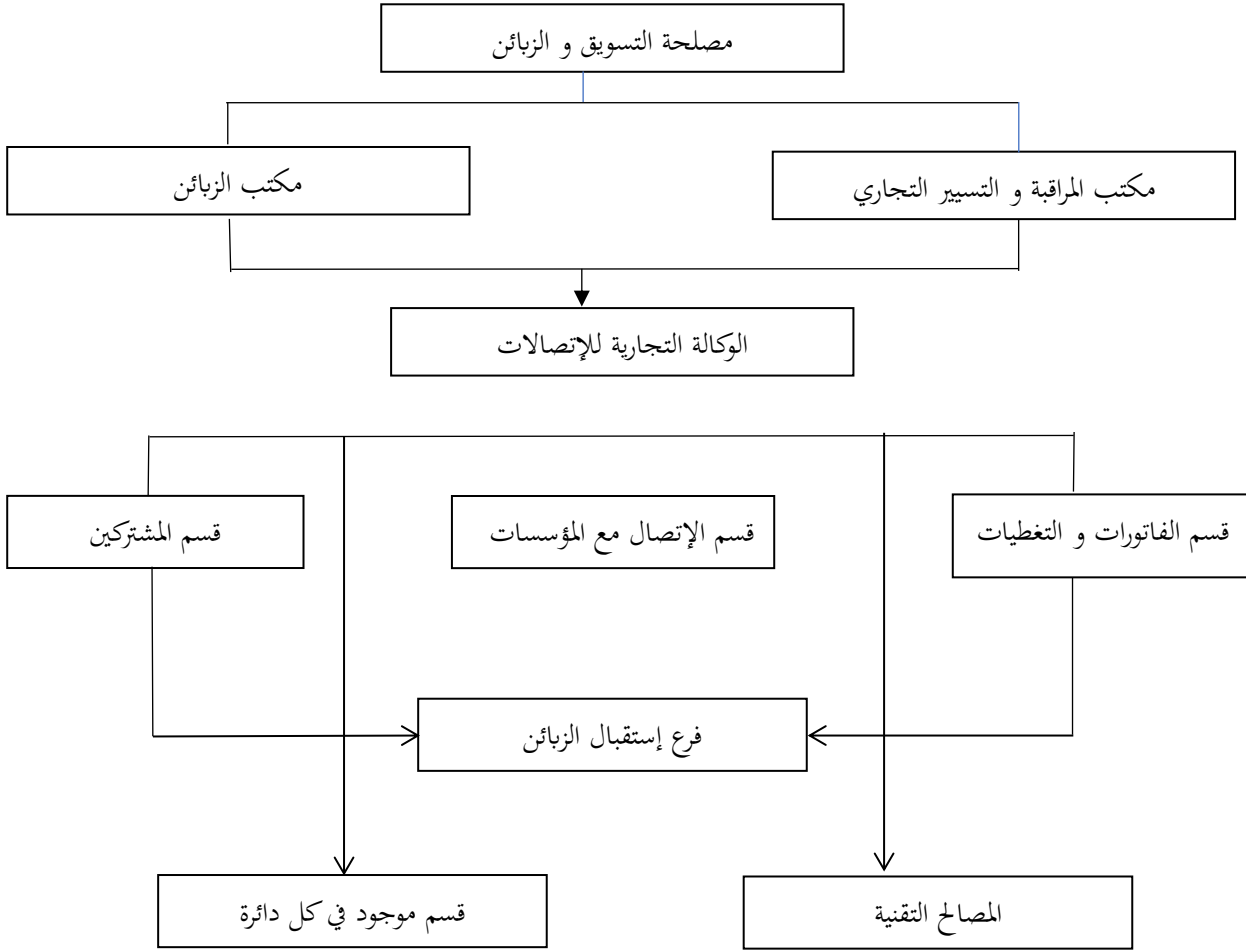 مصلحة التسويق و الزبائن
مكتب المراقبة و التسيير التجاري
مكتب الزبائن
الوكالة التجارية للإتصالات
قسم الفاتورات و التغطيات
قسم الإتصال مع المؤسسات
قسم المشتركين
فرع إستقبال الزبائن
المصالح التقنية
قسم موجود في كل دائرة